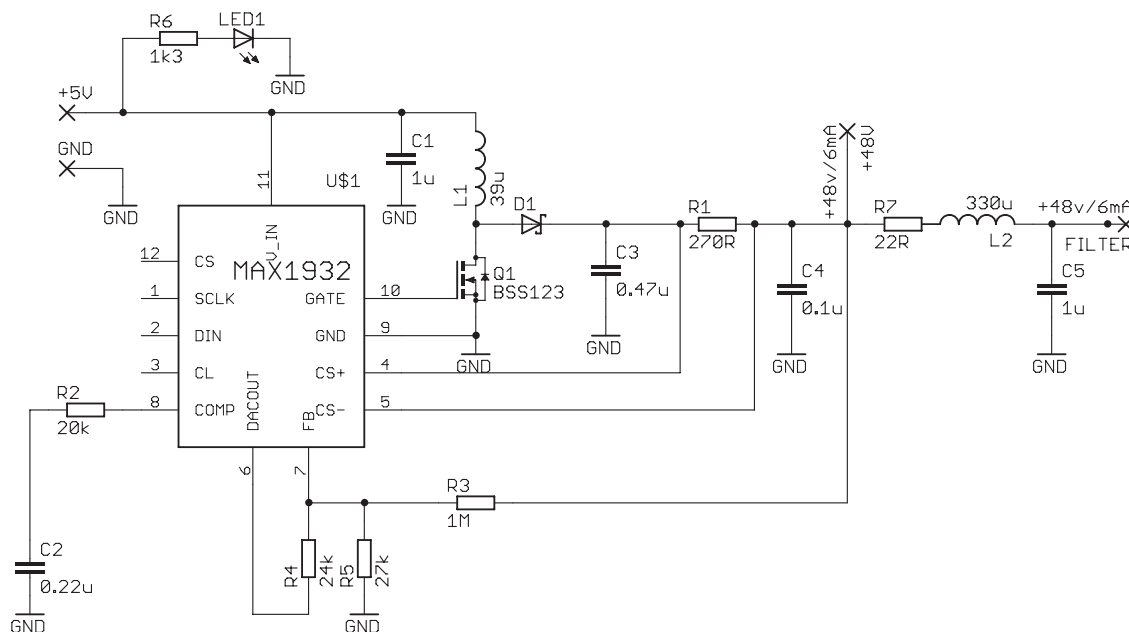 R6
1k3
LED1
GND
+5V
GND
GND
C1
1u
GND
L1
39u
11
U$1
V_IN
MAX1932
12
CS
1
SCLK
2
DIN
3
CL
8
COMP
GATE
10
GND
9
CS+
4
CS-
5
DACOUT
6
FB
7
Q1
BSS123
GND
D1
C3
0.47u
GND
R1
270R
C4
0.1u
GND
+48v/6mA
+48V
R7
22R
330u
L2
+48v/6mA
FILTER
C5
1u
GND
R2
20k
C2
0.22u
GND
R3
1M
R4
24k
R5
27k
GND